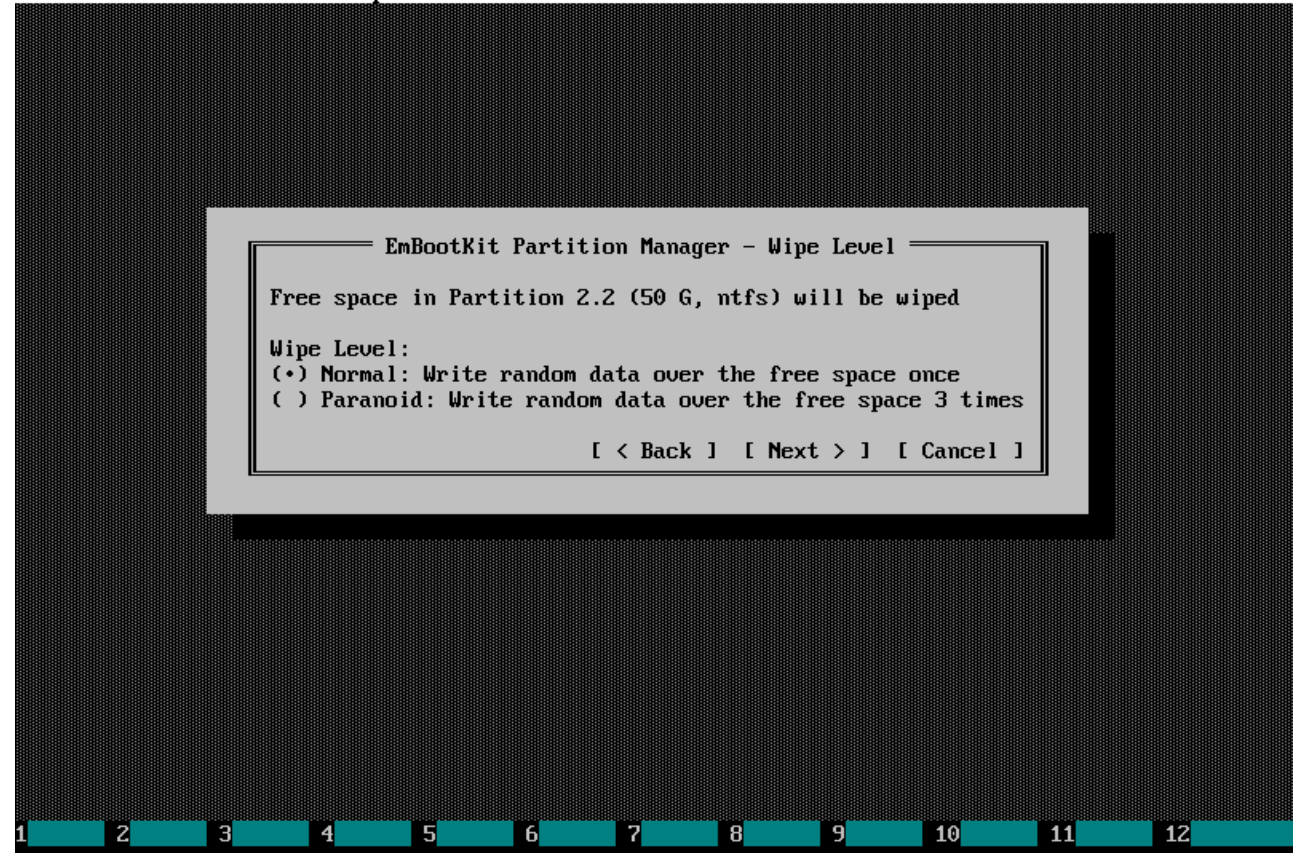 EmBootKit Partition Manager - Wipe Level
Free space in Partition 2.2 (50 G, ntfs) will be wiped
Wipe Level:
(•) Normal: Write random data over the free space once
( ) Paranoid: Write random data over the free space 3 times
[ < Back ] [ Next > ] [ Cancel ]
1 2 3 4 5 6 7 8 9 10 11 12